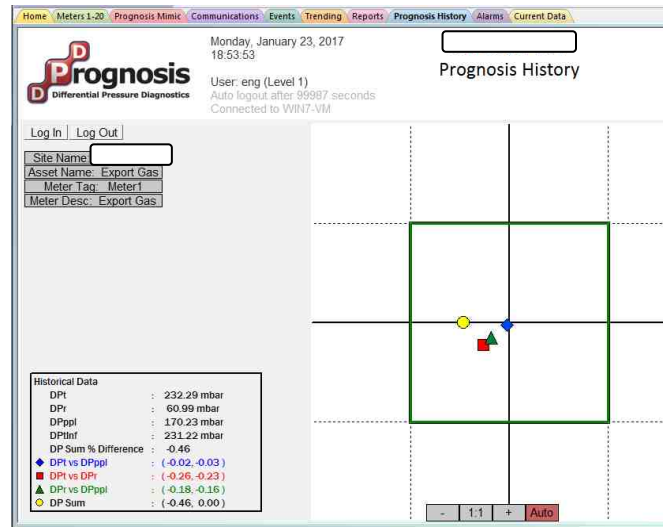 Home Meters 1-20 Prognosis Mimic Communications Events Trending Reports Prognosis History Alarms Current Data
D
Prognosis
D
Differential Pressure Diagnostics
Monday, January 23, 2017
18:53:53
User: eng (Level 1)
Auto logout after 99987 seconds
Connected to WIN7-VM
Prognosis History
Log In Log Out
Site Name:
Asset Name: Export Gas
Meter Tag: Meter1
Meter Desc: Export Gas
Historical Data
DPt : 232.29 mbar
DPr : 60.99 mbar
DPppl : 170.23 mbar
DPtInf : 231.22 mbar
DP Sum % Difference : -0.46
DPt vs DPppl : ( -0.02, -0.03 )
DPt vs DPr : ( -0.26, -0.23 )
DPr vs DPppl : ( -0.18, -0.16 )
DP Sum : ( -0.46, 0.00 )
- 1:1 + Auto